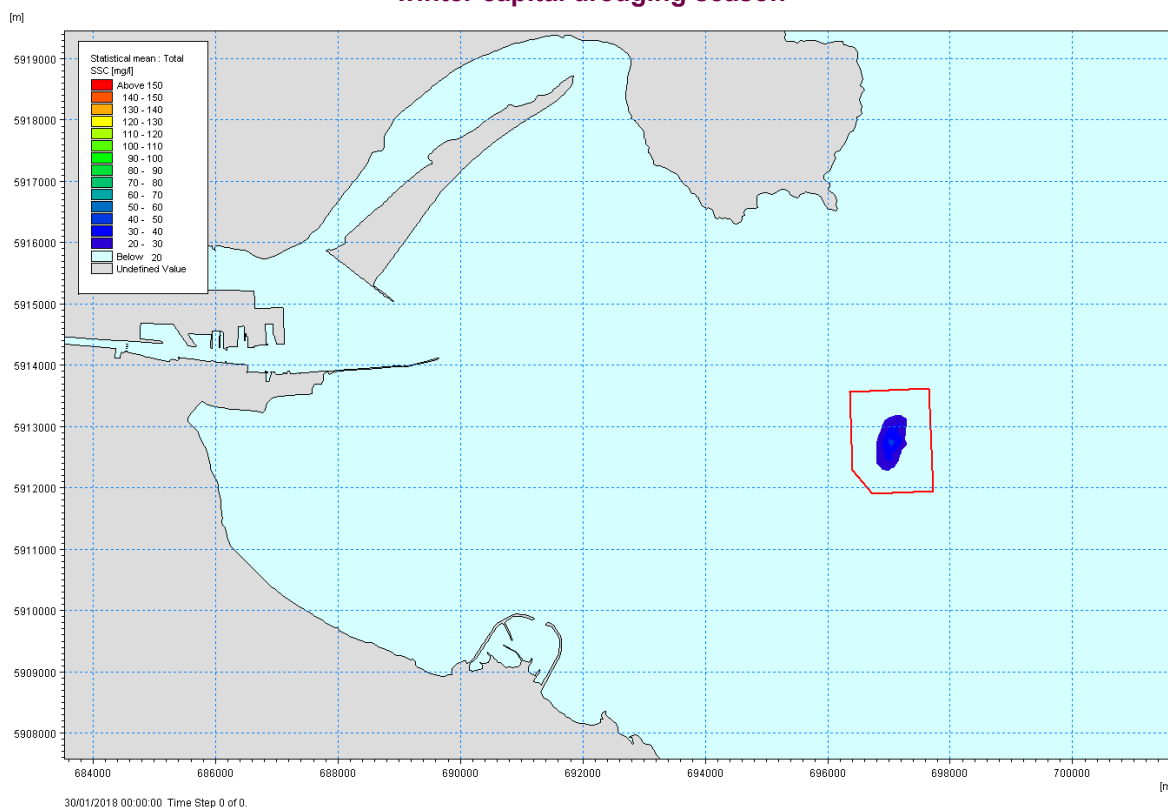 winter capital dredging season
[m]
5919000
5918000
5917000
5916000
5915000
5914000
5913000
5912000
5911000
5910000
5909000
5908000
Statistical mean : Total
SSC [mg/l]
Above 150
140 - 150
130 - 140
120 - 130
110 - 120
100 - 110
90 - 100
80 - 90
70 - 80
60 - 70
50 - 60
40 - 50
30 - 40
20 - 30
Below 20
Undefined Value
684000 686000 688000 690000 692000 694000 696000 698000 700000
[m
30/01/2018 00:00:00 Time Step 0 of 0.